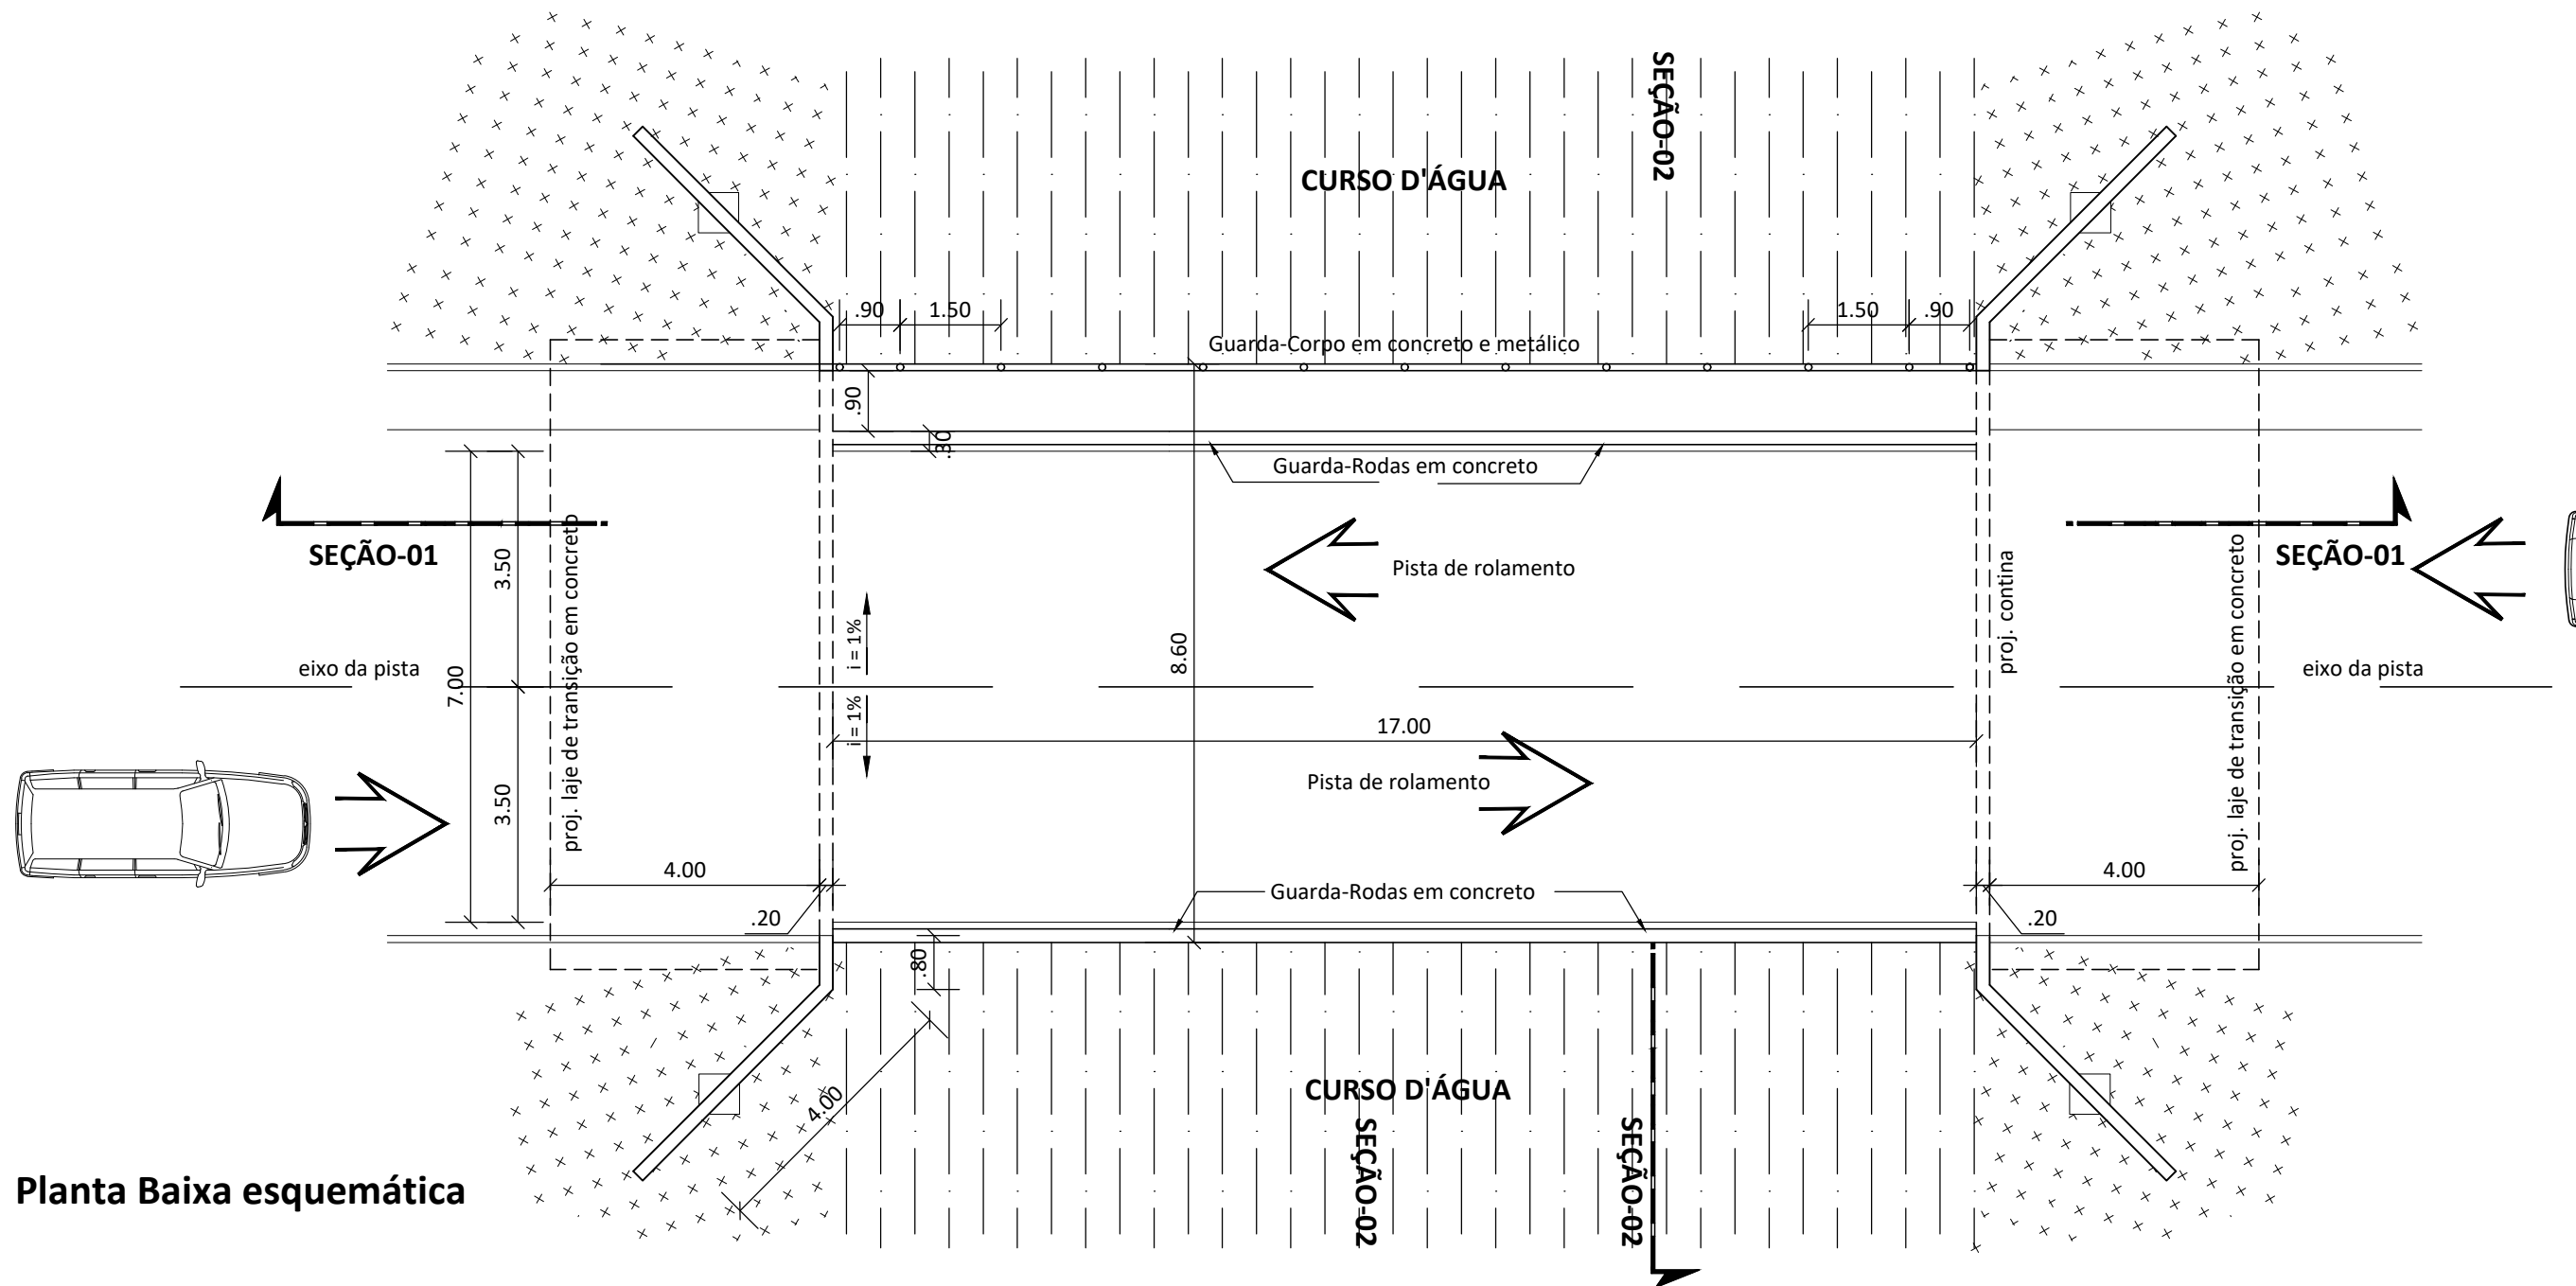 SEÇÃO-02
CURSO D'ÁGUA
.90
1.50
1.50
.90
Guarda-Corpo em concreto e metálico
.90
.30
Guarda-Rodas em concreto
SEÇÃO-01
3.50
proj. laje de transição em concreto
Pista de rolamento
proj. contina
proj. laje de transição em concreto
SEÇÃO-01
eixo da pista
7.00
i = 1%
8.60
eixo da pista
i = 1%
17.00
3.50
Pista de rolamento
4.00
Guarda-Rodas em concreto
4.00
.20
.20
.80
4.00
CURSO D'ÁGUA
SEÇÃO-02
SEÇÃO-02
Planta Baixa esquemática